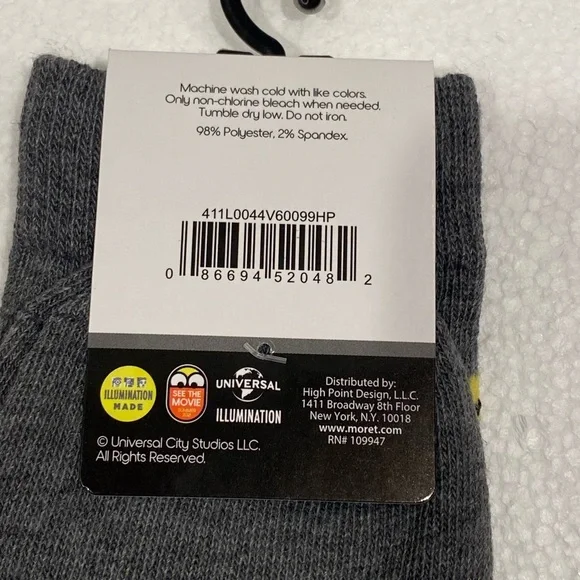 Machine wash cold with like colors.
Only non-chlorine bleach when needed.
Tumble dry low. Do not iron.
98% Polyester, 2% Spandex.
411L0044V60099HP
0 86694 52048 2
ILLUMINATION
MADE
SEE THE
MOVIE
UNIVERSAL
ILLUMINATION
Distributed by:
High Point Design, L.L.C.
1411 Broadway 8th Floor
New York, N.Y. 10018
www.moret.com
RN# 109947
© Universal City Studios LLC.
All Rights Reserved.